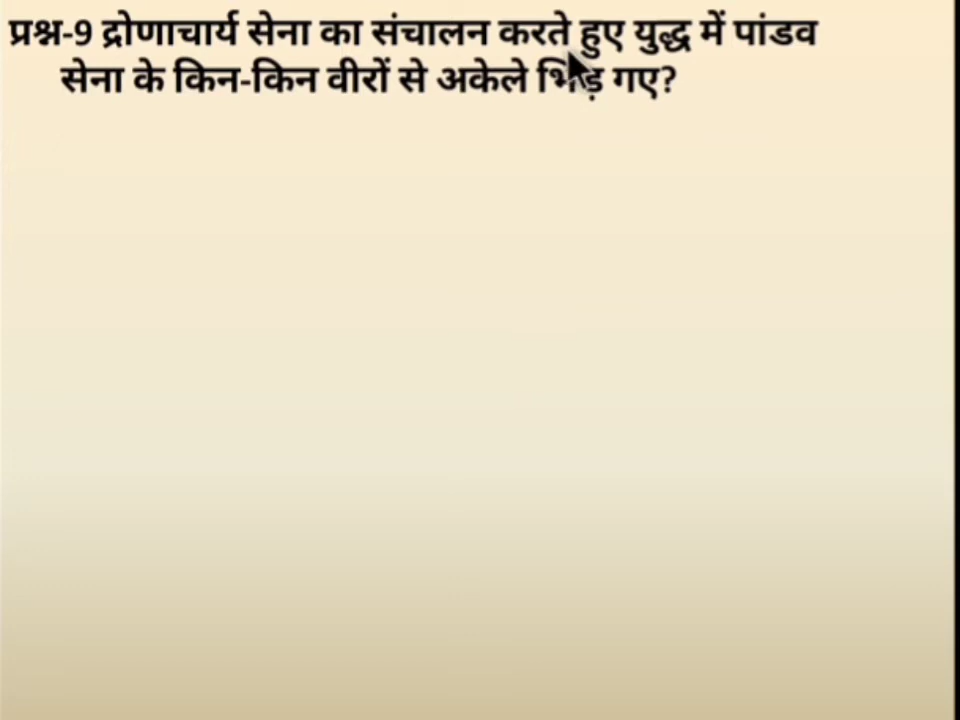 प्रश्न-9 द्रोणाचार्य सेना का संचालन करते हुए युद्ध में पांडव
सेना के किन-किन वीरों से अकेले भिड़ गए?